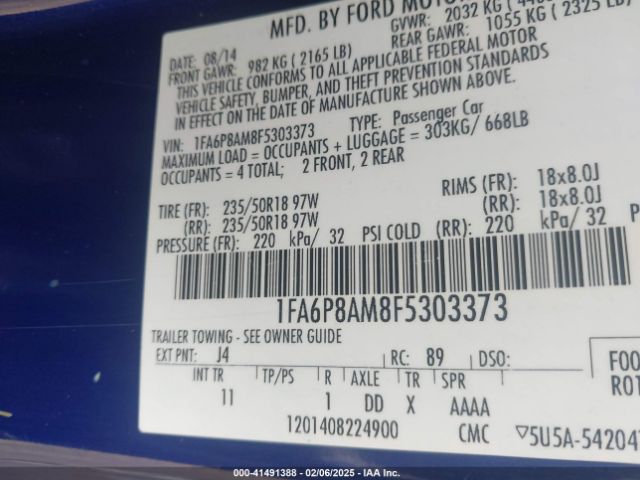 MFD. BY FORD MOTO
DATE: 08/14 GVWR: 2032 KG (
FRONT GAWR: 982 KG ( 2165 LB) REAR GAWR: 1055 KG ( 2325 LB)
THIS VEHICLE CONFORMS TO ALL APPLICABLE FEDERAL MOTOR
VEHICLE SAFETY, BUMPER, AND THEFT PREVENTION STANDARDS
IN EFFECT ON THE DATE OF MANUFACTURE SHOWN ABOVE.
VIN: 1FA6P8AM8F5303373 TYPE: Passenger Car
MAXIMUM LOAD = OCCUPANTS + LUGGAGE = 303KG/ 668LB
OCCUPANTS = 4 TOTAL; 2 FRONT, 2 REAR
TIRE (FR): 235/50R18 97W RIMS (FR): 18x8.0J
(RR): 235/50R18 97W (RR): 18x8.0J
PRESSURE (FR): 220 kPa/ 32 PSI COLD (RR): 220 kPa/ 32 P
1FA6P8AM8F5303373
TRAILER TOWING - SEE OWNER GUIDE
EXT PNT: J4 RC: 89 DSO: FOO
INT TR TP/PS R AXLE TR SPR ROT
11 1 DD X AAAA
1201408224900 CMC ▽5U5A-54204
000-41491388 - 02/06/2025 - IAA, Inc.